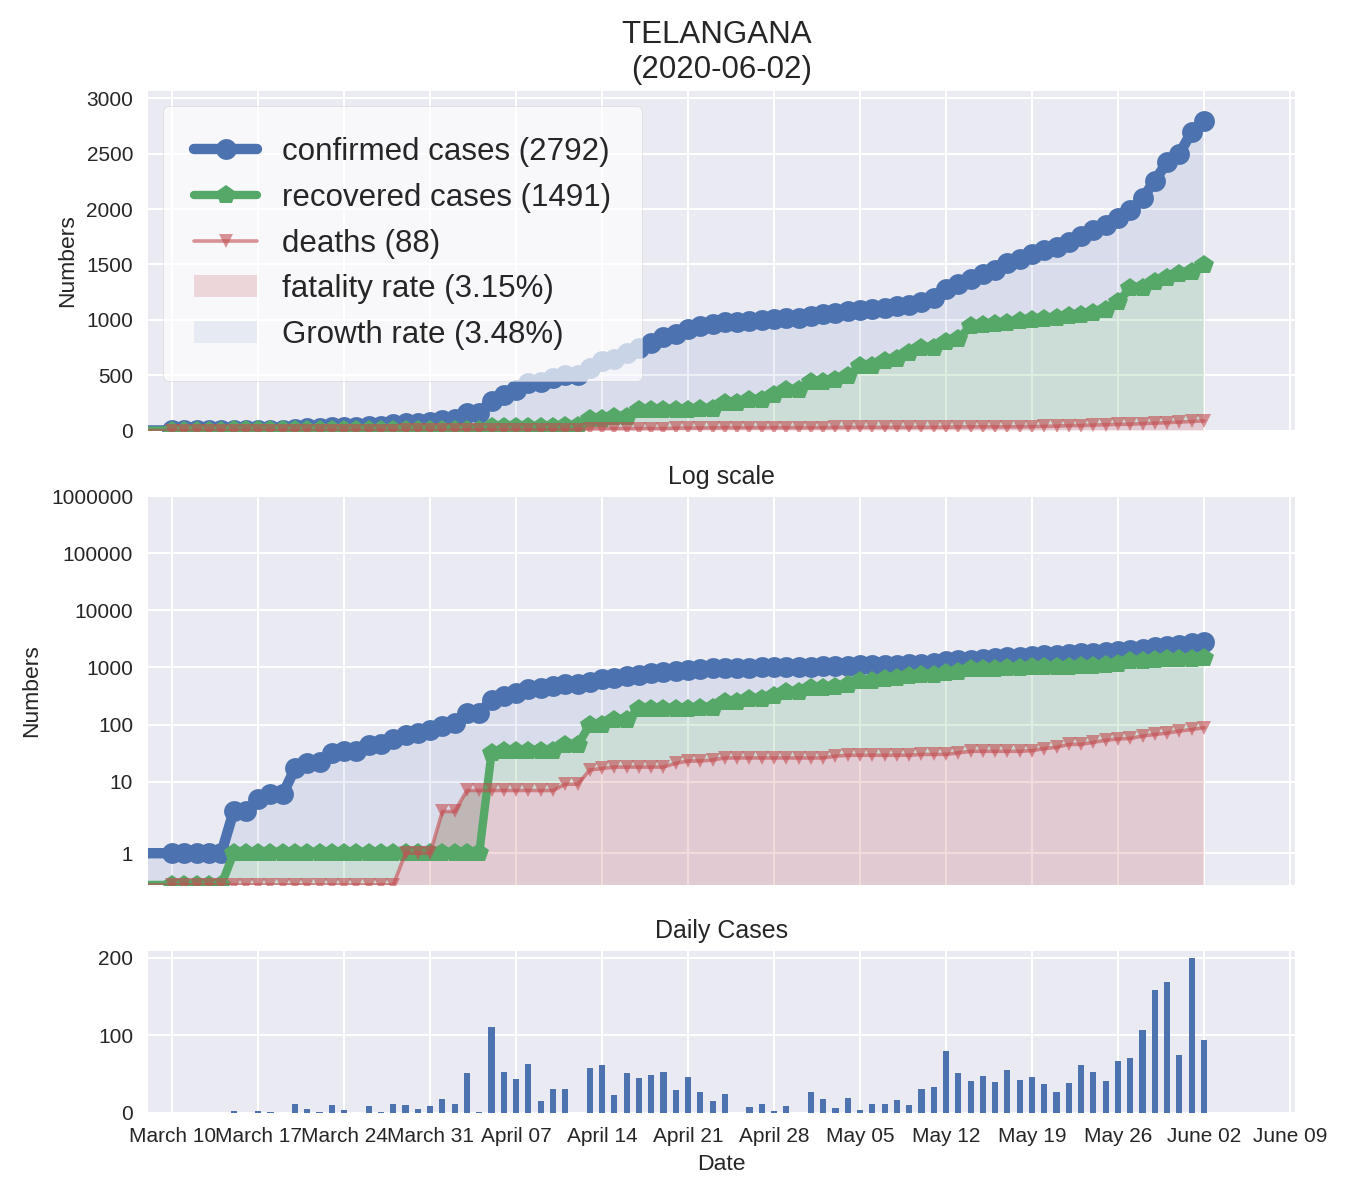 TELANGANA
(2020-06-02)
3000
2500
2000
1500
1000
500
0
Numbers
confirmed cases (2792)
recovered cases (1491)
deaths (88)
fatality rate (3.15%)
Growth rate (3.48%)
Log scale
1000000
100000
10000
1000
100
10
1
Numbers
Daily Cases
200
100
0
March 10 March 17 March 24 March 31 April 07 April 14 April 21 April 28 May 05 May 12 May 19 May 26 June 02 June 09
Date